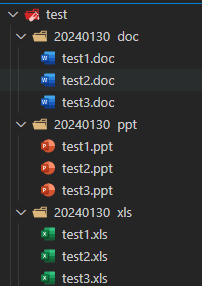 test
20240130 doc
test1.doc
test2.doc
test3.doc
20240130 ppt
test1.ppt
test2.ppt
test3.ppt
20240130 xls
test1.xls
test2.xls
test3.xls